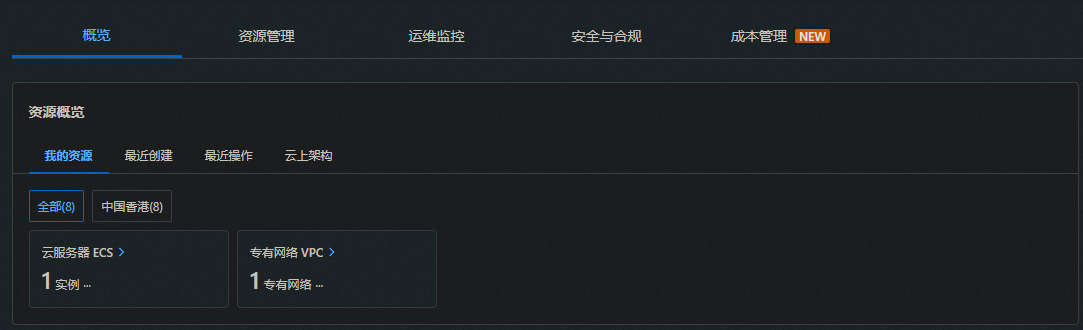 概览 资源管理 运维监控 安全与合规 成本管理 NEW
资源概览
我的资源 最近创建 最近操作 云上架构
全部(8) 中国香港(8)
云服务器 ECS > 专有网络 VPC >
1 实例 ... 1 专有网络 ...